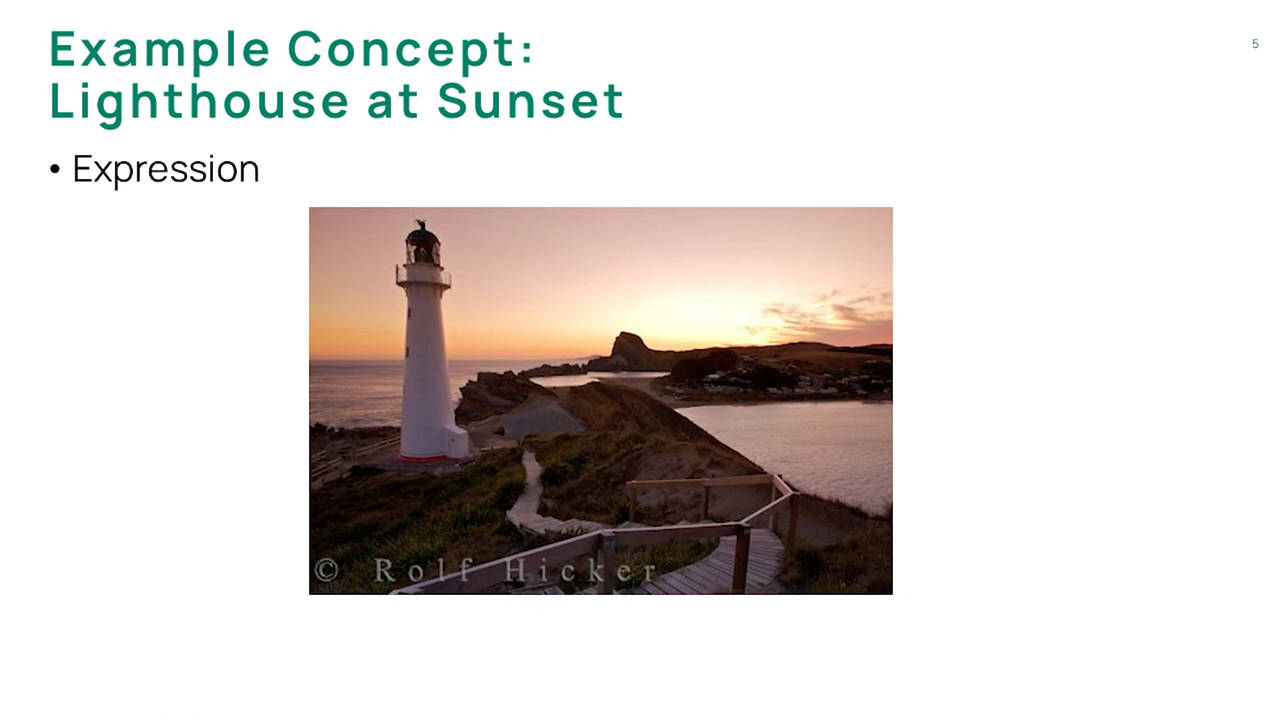 Example Concept:
Lighthouse at Sunset
5
• Expression
© Rolf Hicker